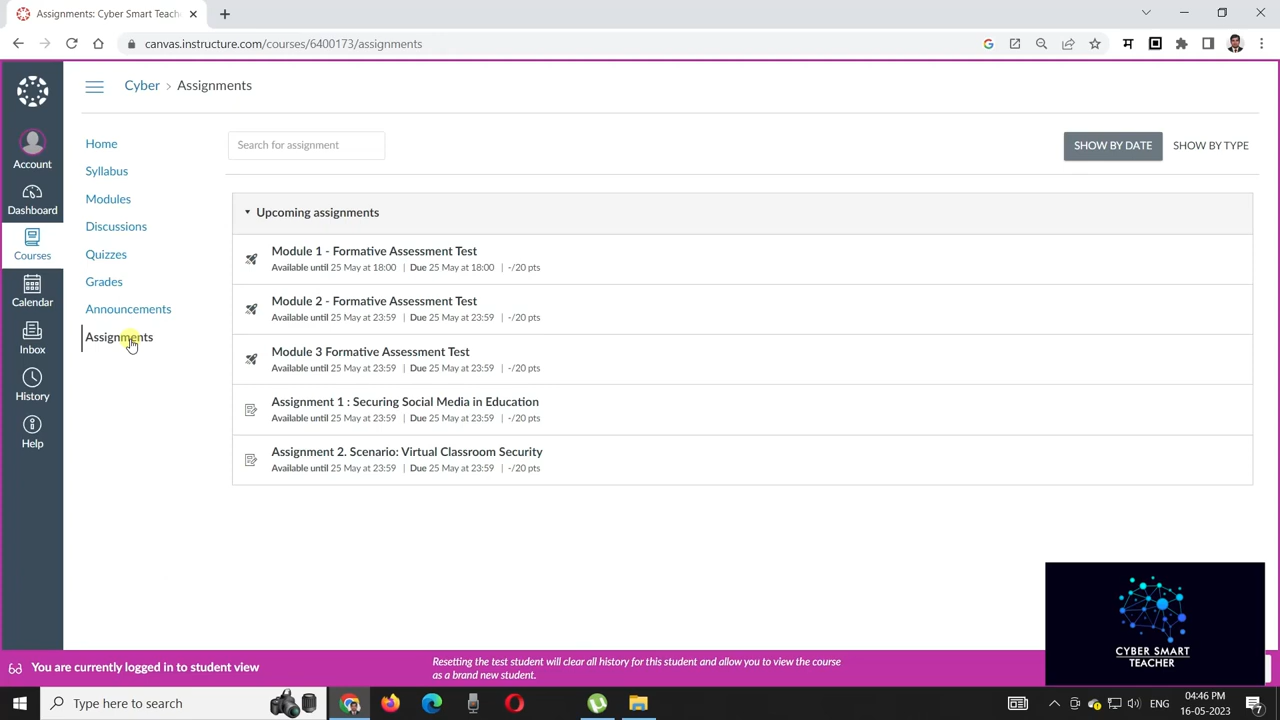 Assignments: Cyber Smart Teach
canvas.instructure.com/courses/6400173/assignments
Cyber > Assignments
Account
Dashboard
Courses
Calendar
Inbox
History
Help
Home
Syllabus
Modules
Discussions
Quizzes
Grades
Announcements
Assignments
Search for assignment
SHOW BY DATE
SHOW BY TYPE
Upcoming assignments
Module 1 - Formative Assessment Test
Available until 25 May at 18:00 | Due 25 May at 18:00 | -/20 pts
Module 2 - Formative Assessment Test
Available until 25 May at 23:59 | Due 25 May at 23:59 | -/20 pts
Module 3 Formative Assessment Test
Available until 25 May at 23:59 | Due 25 May at 23:59 | -/20 pts
Assignment 1 : Securing Social Media in Education
Available until 25 May at 23:59 | Due 25 May at 23:59 | -/20 pts
Assignment 2. Scenario: Virtual Classroom Security
Available until 25 May at 23:59 | Due 25 May at 23:59 | -/20 pts
CYBER SMART
TEACHER
You are currently logged in to student view
Resetting the test student will clear all history for this student and allow you to view the course
as a brand new student.
Type here to search
ENG
04:46 PM
16-05-2023